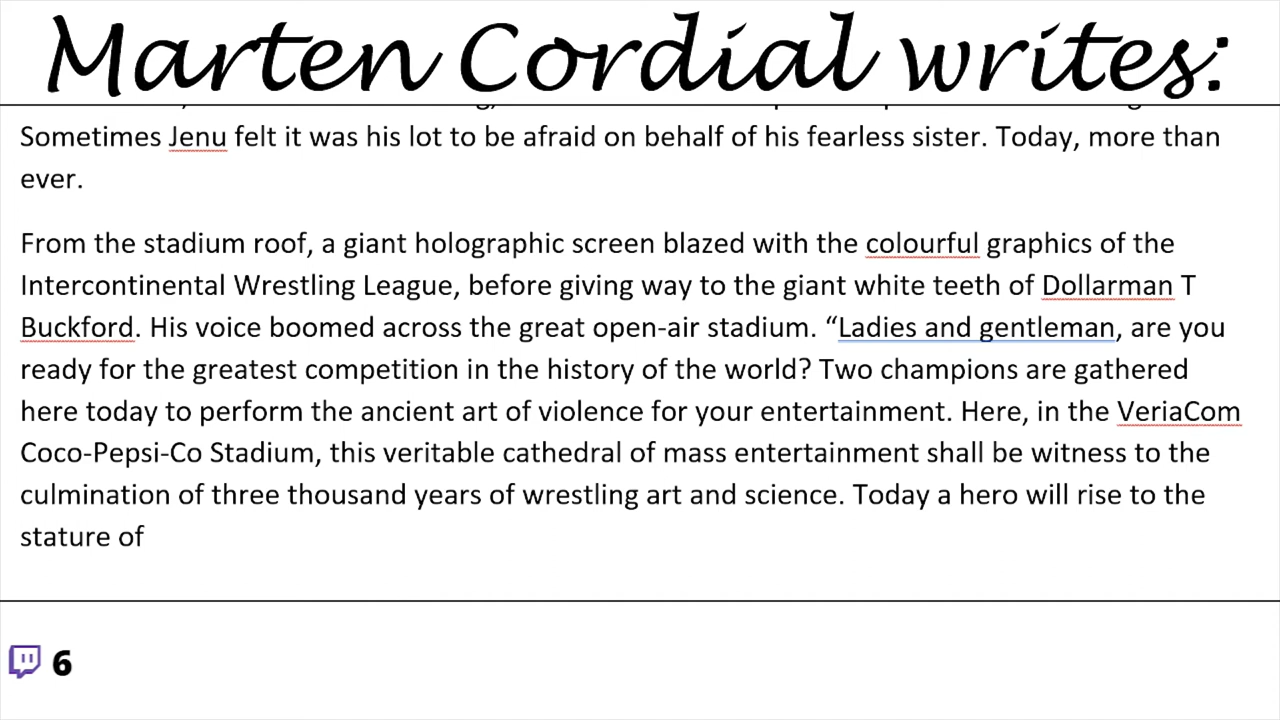 Marten Cordial writes:
Sometimes Jenu felt it was his lot to be afraid on behalf of his fearless sister. Today, more than
ever.
From the stadium roof, a giant holographic screen blazed with the colourful graphics of the
Intercontinental Wrestling League, before giving way to the giant white teeth of Dollarman T
Buckford. His voice boomed across the great open-air stadium. “Ladies and gentleman, are you
ready for the greatest competition in the history of the world? Two champions are gathered
here today to perform the ancient art of violence for your entertainment. Here, in the VeriaCom
Coco-Pepsi-Co Stadium, this veritable cathedral of mass entertainment shall be witness to the
culmination of three thousand years of wrestling art and science. Today a hero will rise to the
stature of
6